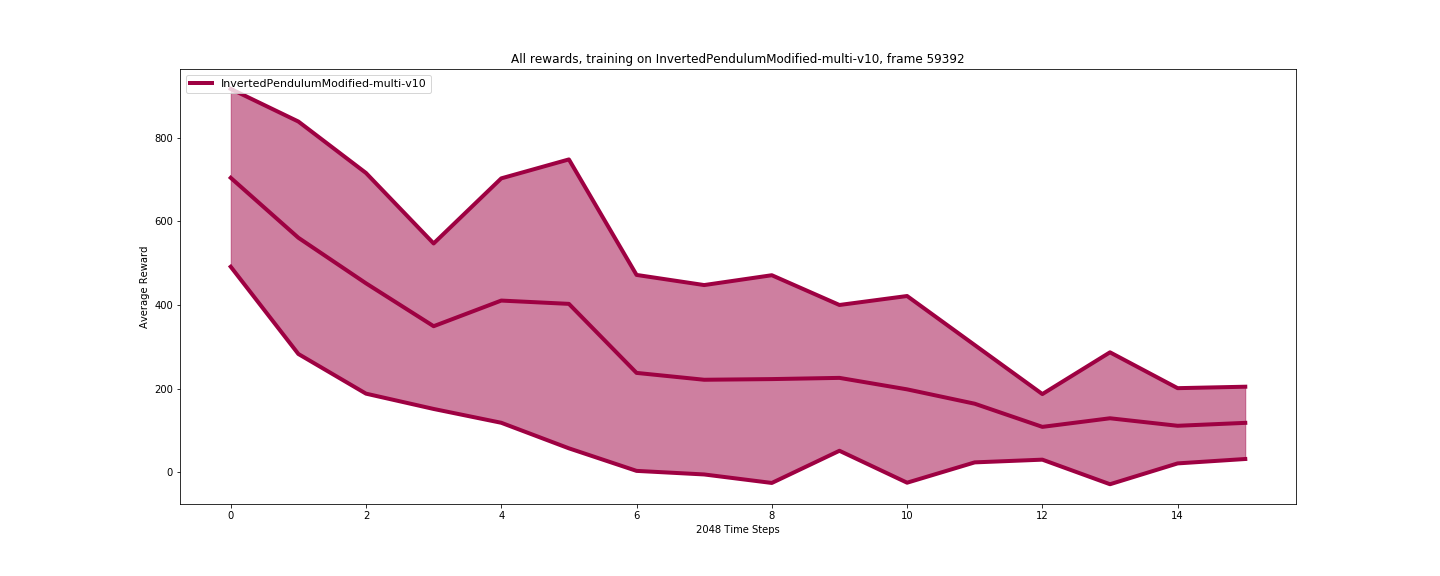 All rewards, training on InvertedPendulumModified-multi-v10, frame 59392
InvertedPendulumModified-multi-v10
Average Reward
800
600
400
200
0
0 2 4 6 8 10 12 14
2048 Time Steps